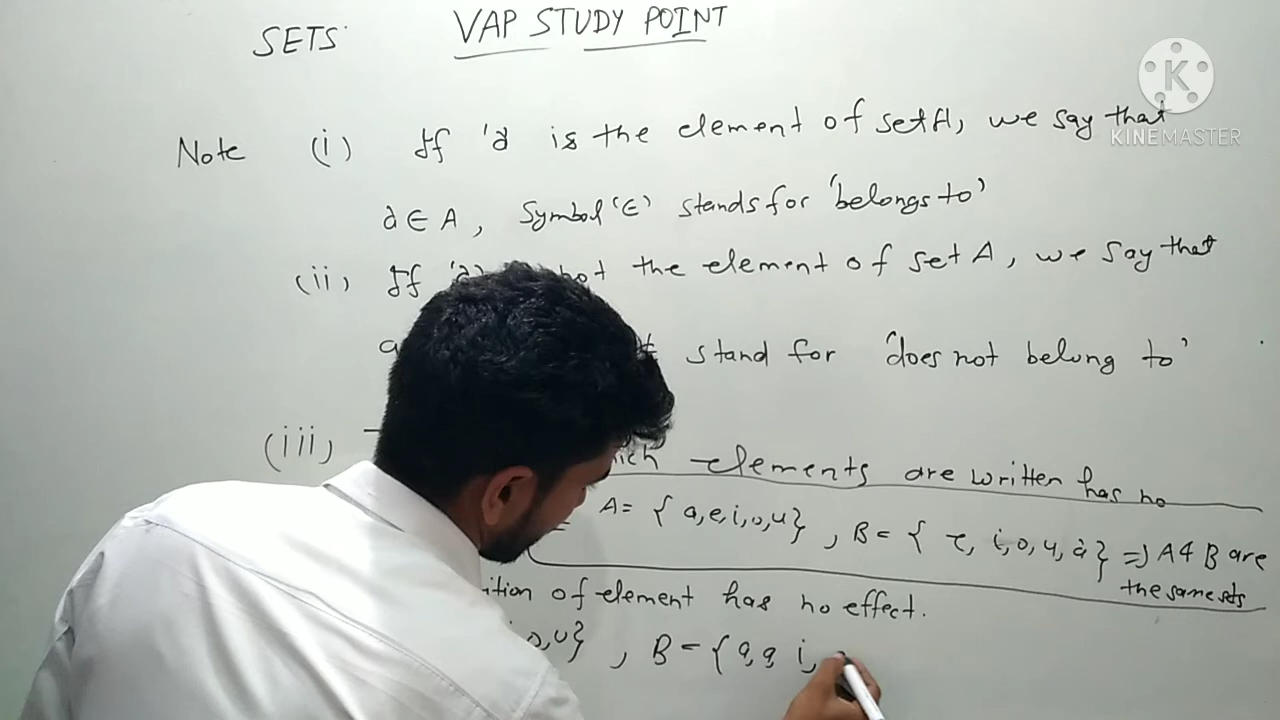 SETS VAP STUDY POINT
KINEMASTER
Note (i) If 'a is the element of set A, we say that
a ∈ A, Symbol '∈' stands for 'belongs to'
(ii) If 'a' not the element of set A, we say that
stand for 'does not belong to'
(iii) elements are written has no
A = { a, e, i, o, u } , B = { e, i, o, u, a } => A & B are
the same sets
of element has no effect.
o, u } , B = { a, a, i,